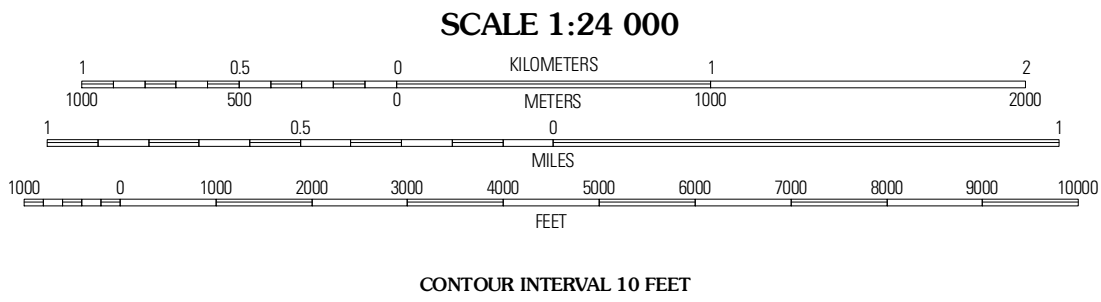 SCALE 1:24 000
1 0.5 0 KILOMETERS 1 2
1000 500 0 METERS 1000 2000
1 0.5 0 1
MILES
1000 0 1000 2000 3000 4000 5000 6000 7000 8000 9000 10000
FEET
CONTOUR INTERVAL 10 FEET